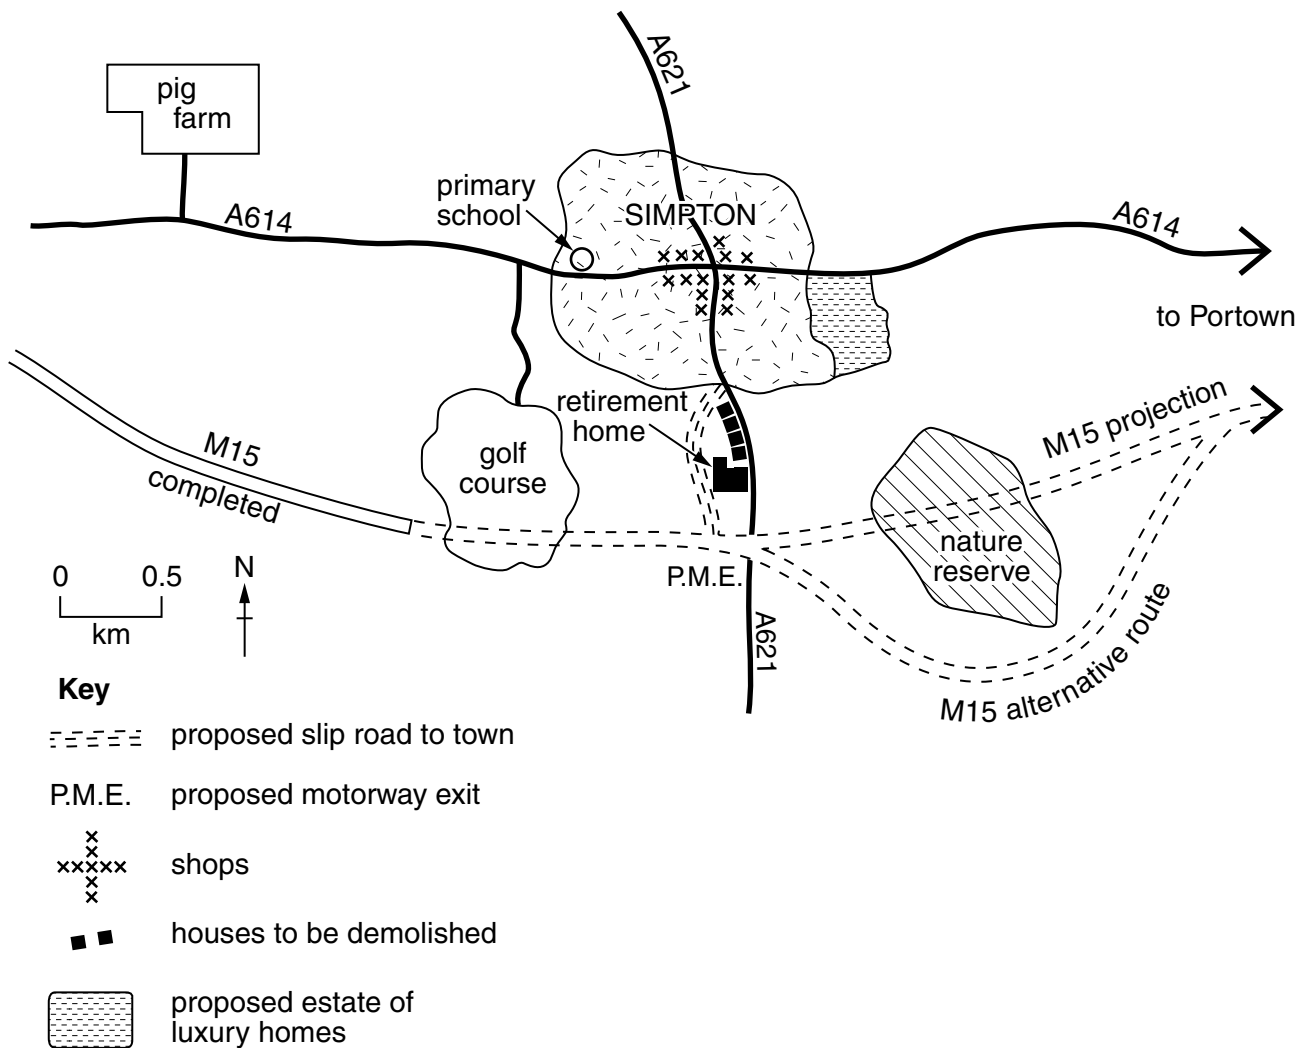 A621
pig
farm
primary
school
SIMPTON
A614
A614
to Portown
retirement
home
M15 projection
M15
completed
golf
course
nature
reserve
P.M.E.
0 0.5
km
N
A621
M15 alternative route
Key
proposed slip road to town
P.M.E. proposed motorway exit
shops
houses to be demolished
proposed estate of
luxury homes